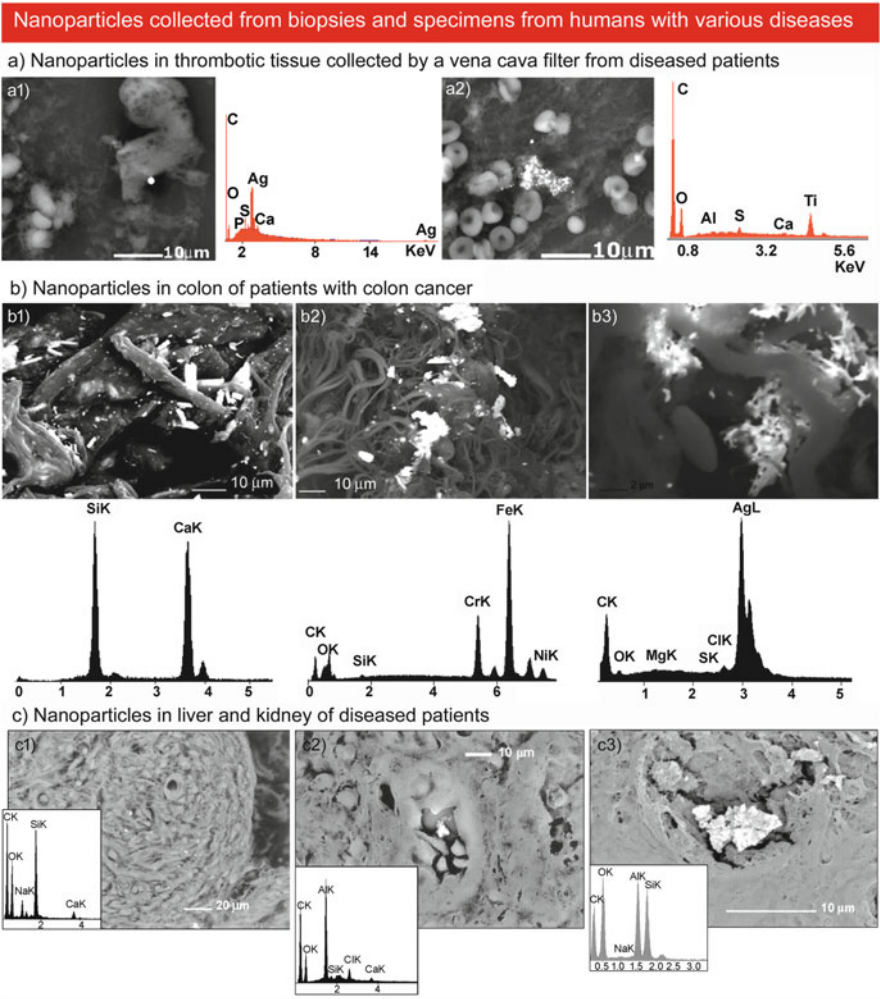 Nanoparticles collected from biopsies and specimens from humans with various diseases
a) Nanoparticles in thrombotic tissue collected by a vena cava filter from diseased patients
a1)
10μm
C
O
P
S
Ag
Ca
Ag
2
8
14
KeV
a2)
10μm
C
O
Al
S
Ca
Ti
0.8
3.2
5.6
KeV
b) Nanoparticles in colon of patients with colon cancer
b1)
10 μm
b2)
10 μm
b3)
2 μm
SiK
CaK
0 1 2 3 4 5
CK
OK
SiK
CrK
FeK
NiK
0 2 4 6
CK
OK
MgK
SK
ClK
AgL
1 2 3 4 5
c) Nanoparticles in liver and kidney of diseased patients
c1)
20 μm
CK
OK
NaK
SiK
CaK
2 4
c2)
10 μm
CK
OK
AlK
SiK
ClK
CaK
2 4
c3)
10 μm
CK
OK
NaK
AlK
SiK
0.5 1.0 1.5 2.0 2.5 3.0